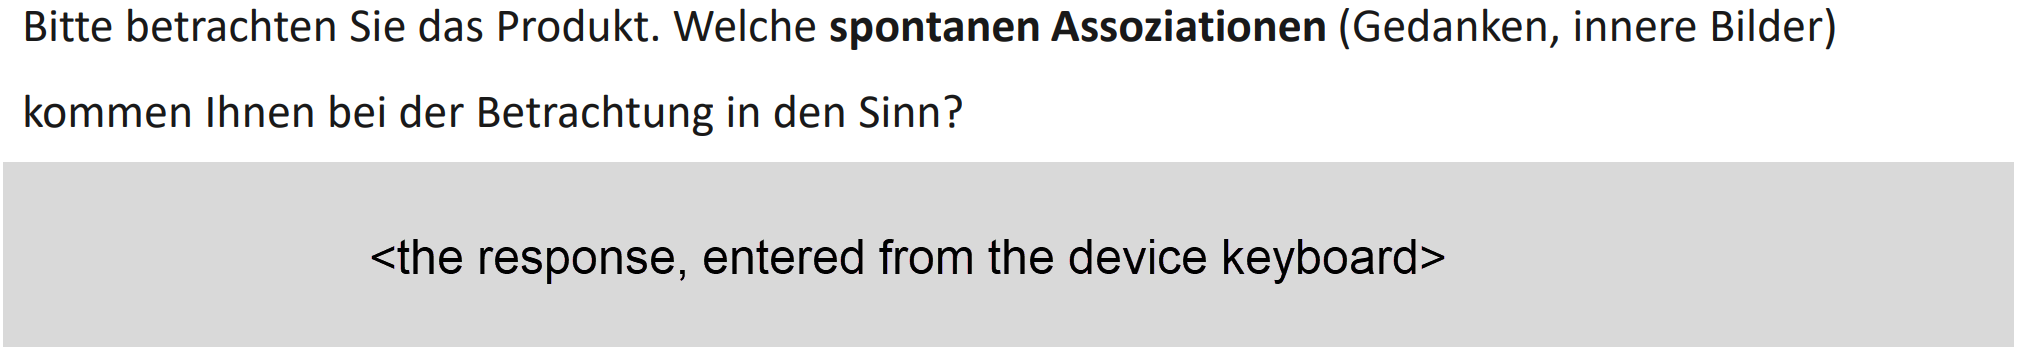 Bitte betrachten Sie das Produkt. Welche spontanen Assoziationen (Gedanken, innere Bilder)
kommen Ihnen bei der Betrachtung in den Sinn?
<the response, entered from the device keyboard>